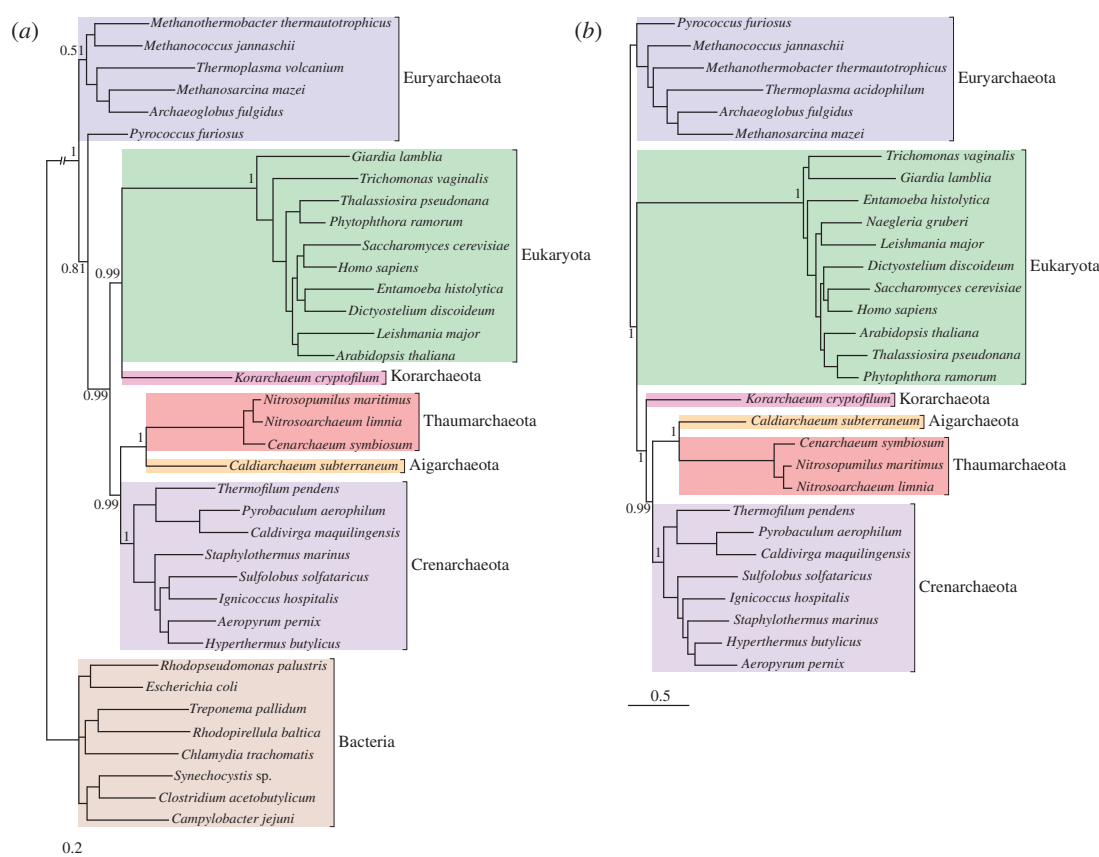 (a)
Methanothermobacter thermautotrophicus
0.51
Methanococcus jannaschii
Thermoplasma volcanium
Euryarchaeota
Methanosarcina mazei
Archaeoglobus fulgidus
Pyrococcus furiosus
1
Giardia lamblia
1
Trichomonas vaginalis
Thalassiosira pseudonana
Phytophthora ramorum
Saccharomyces cerevisiae
Eukaryota
0.81
0.99
Homo sapiens
Entamoeba histolytica
Dictyostelium discoideum
Leishmania major
Arabidopsis thaliana
Korarchaeum cryptofilum
Korarchaeota
0.99
Nitrosopumilus maritimus
Nitrosoarchaeum limnia
Thaumarchaeota
1
Cenarchaeum symbiosum
Caldiarchaeum subterraneum
Aigarchaeota
0.99
Thermofilum pendens
Pyrobaculum aerophilum
1
Caldivirga maquilingensis
Staphylothermus marinus
Crenarchaeota
Sulfolobus solfataricus
Ignicoccus hospitalis
Aeropyrum pernix
Hyperthermus butylicus
Rhodopseudomonas palustris
Escherichia coli
Treponema pallidum
Rhodopirellula baltica
Bacteria
Chlamydia trachomatis
Synechocystis sp.
Clostridium acetobutylicum
Campylobacter jejuni
0.2
(b)
Pyrococcus furiosus
Methanococcus jannaschii
Methanothermobacter thermautotrophicus
Euryarchaeota
Thermoplasma acidophilum
Archaeoglobus fulgidus
Methanosarcina mazei
Trichomonas vaginalis
Giardia lamblia
1
Entamoeba histolytica
Naegleria gruberi
Leishmania major
Eukaryota
Dictyostelium discoideum
Saccharomyces cerevisiae
Homo sapiens
1
Arabidopsis thaliana
Thalassiosira pseudonana
Phytophthora ramorum
Korarchaeum cryptofilum
Korarchaeota
Caldiarchaeum subterraneum
Aigarchaeota
1
Cenarchaeum symbiosum
1
Nitrosopumilus maritimus
Thaumarchaeota
Nitrosoarchaeum limnia
0.99
Thermofilum pendens
Pyrobaculum aerophilum
1
Caldivirga maquilingensis
Sulfolobus solfataricus
Crenarchaeota
Ignicoccus hospitalis
Staphylothermus marinus
Hyperthermus butylicus
Aeropyrum pernix
0.5